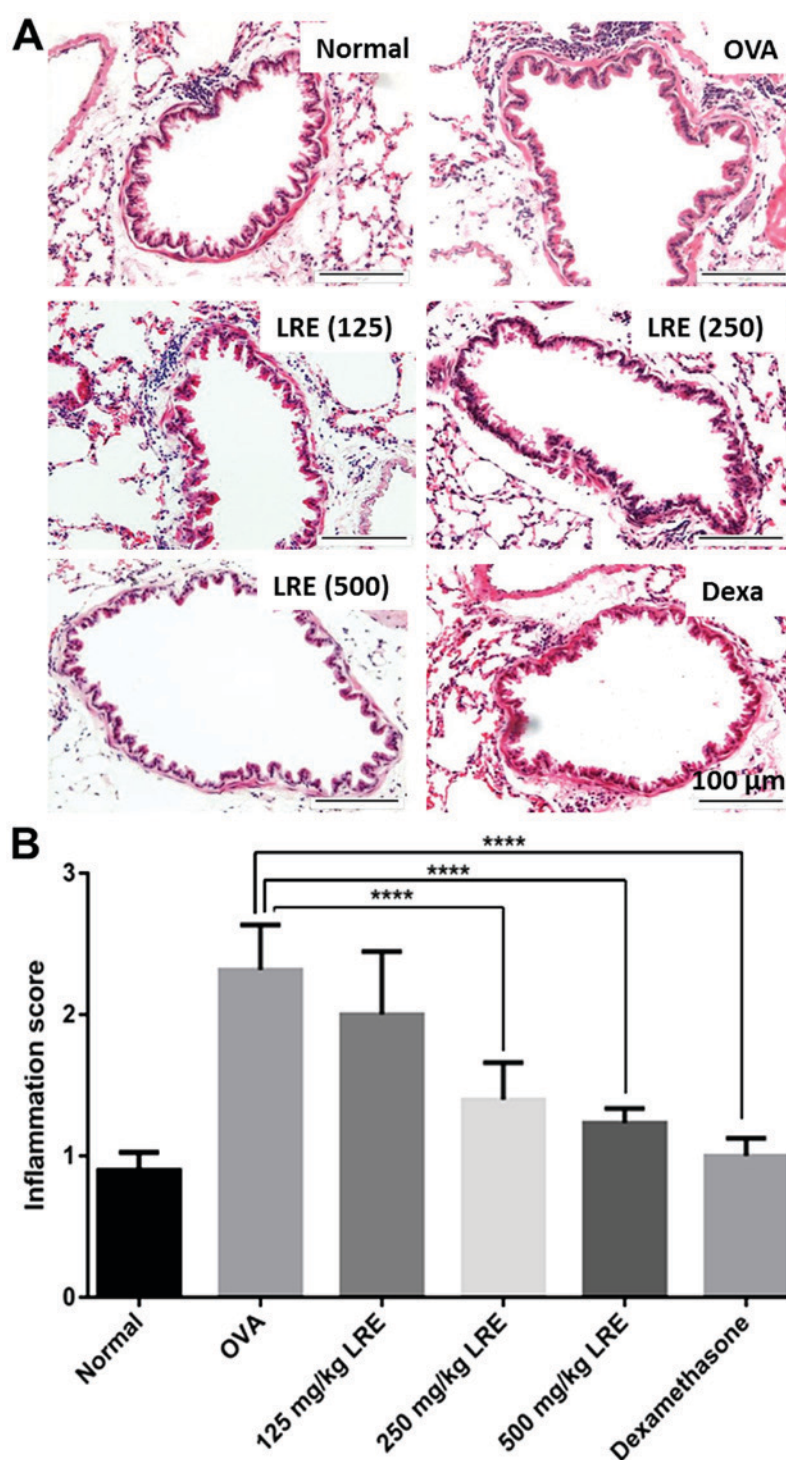 A
Normal
OVA
LRE (125)
LRE (250)
LRE (500)
Dexa
100 µm
B
****
****
****
Inflammation score
3
2
1
0
Normal
OVA
125 mg/kg LRE
250 mg/kg LRE
500 mg/kg LRE
Dexamethasone